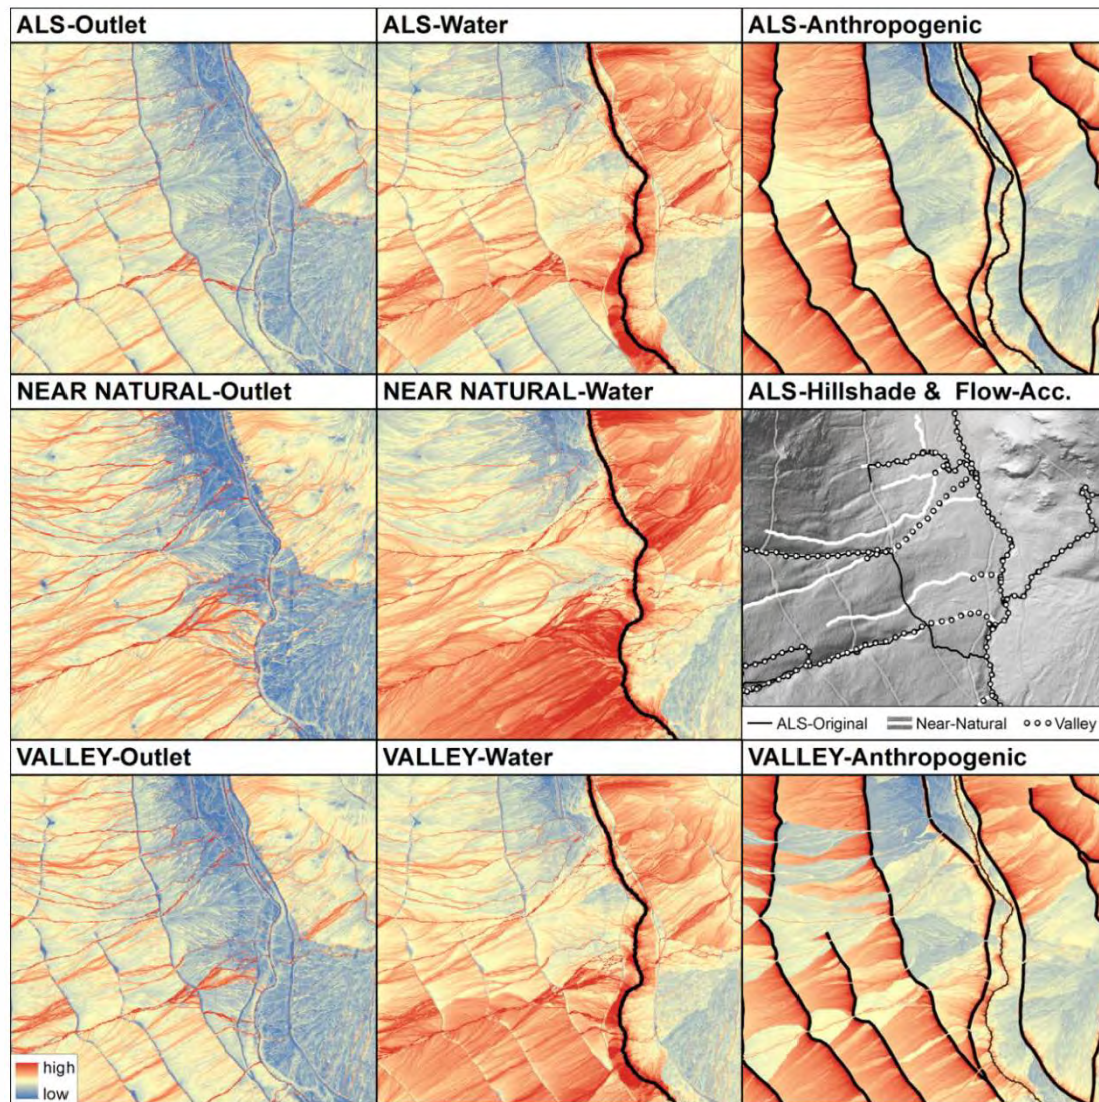 ALS-Outlet
ALS-Water
ALS-Anthropogenic
NEAR NATURAL-Outlet
NEAR NATURAL-Water
ALS-Hillshade & Flow-Acc.
ALS-Original
Near-Natural
Valley
VALLEY-Outlet
VALLEY-Water
VALLEY-Anthropogenic
high
low